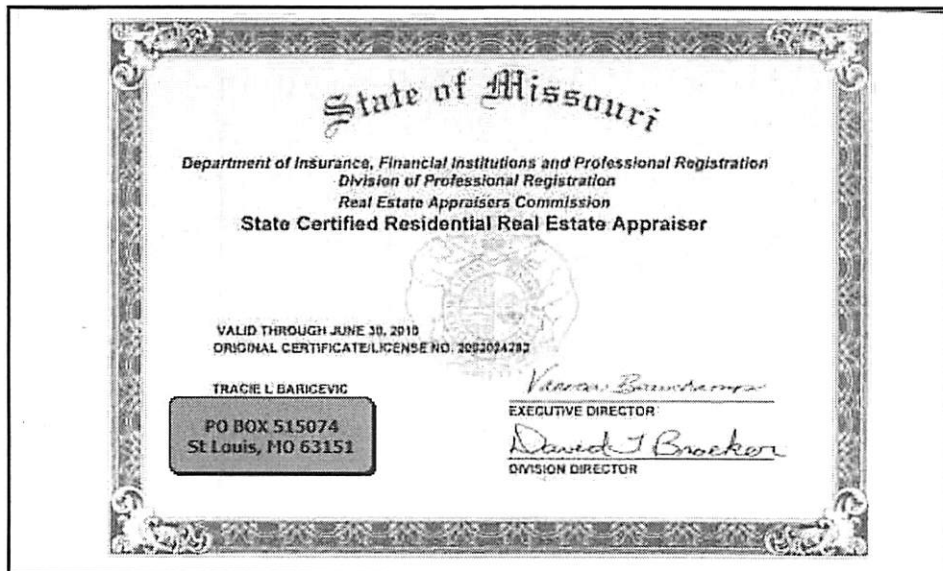 State of Missouri
Department of Insurance, Financial Institutions and Professional Registration
Division of Professional Registration
Real Estate Appraisers Commission
State Certified Residential Real Estate Appraiser
VALID THROUGH JUNE 30,
ORIGINAL CERTIFICATE/LICENSE NO.
TRACIE L BARICEVIC
PO BOX 515074
St Louis, MO 63151
EXECUTIVE DIRECTOR
David T Broeker
DIVISION DIRECTOR